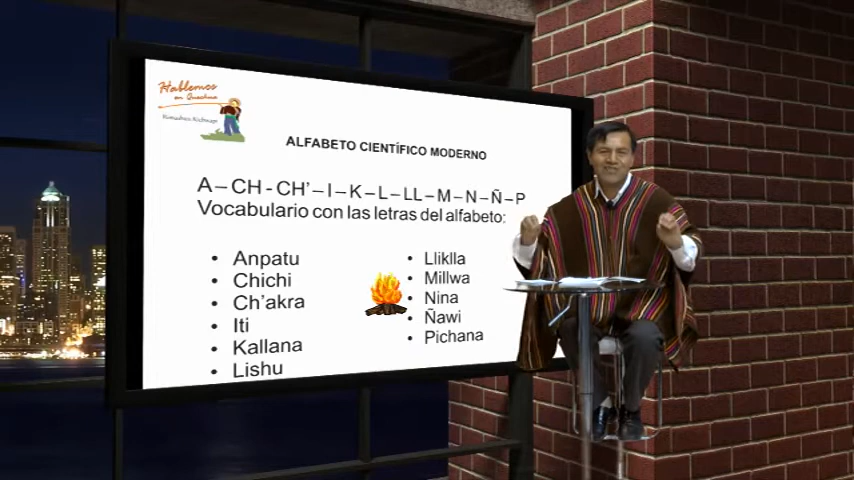 Hablemos
en Quechua
ALFABETO CIENTÍFICO MODERNO
A – CH - CH' – I – K – L – LL – M – N – Ñ – P
Vocabulario con las letras del alfabeto:
• Anpatu
• Chichi
• Ch'akra
• Iti
• Kallana
• Lishu
• Lliklla
• Millwa
• Nina
• Ñawi
• Pichana